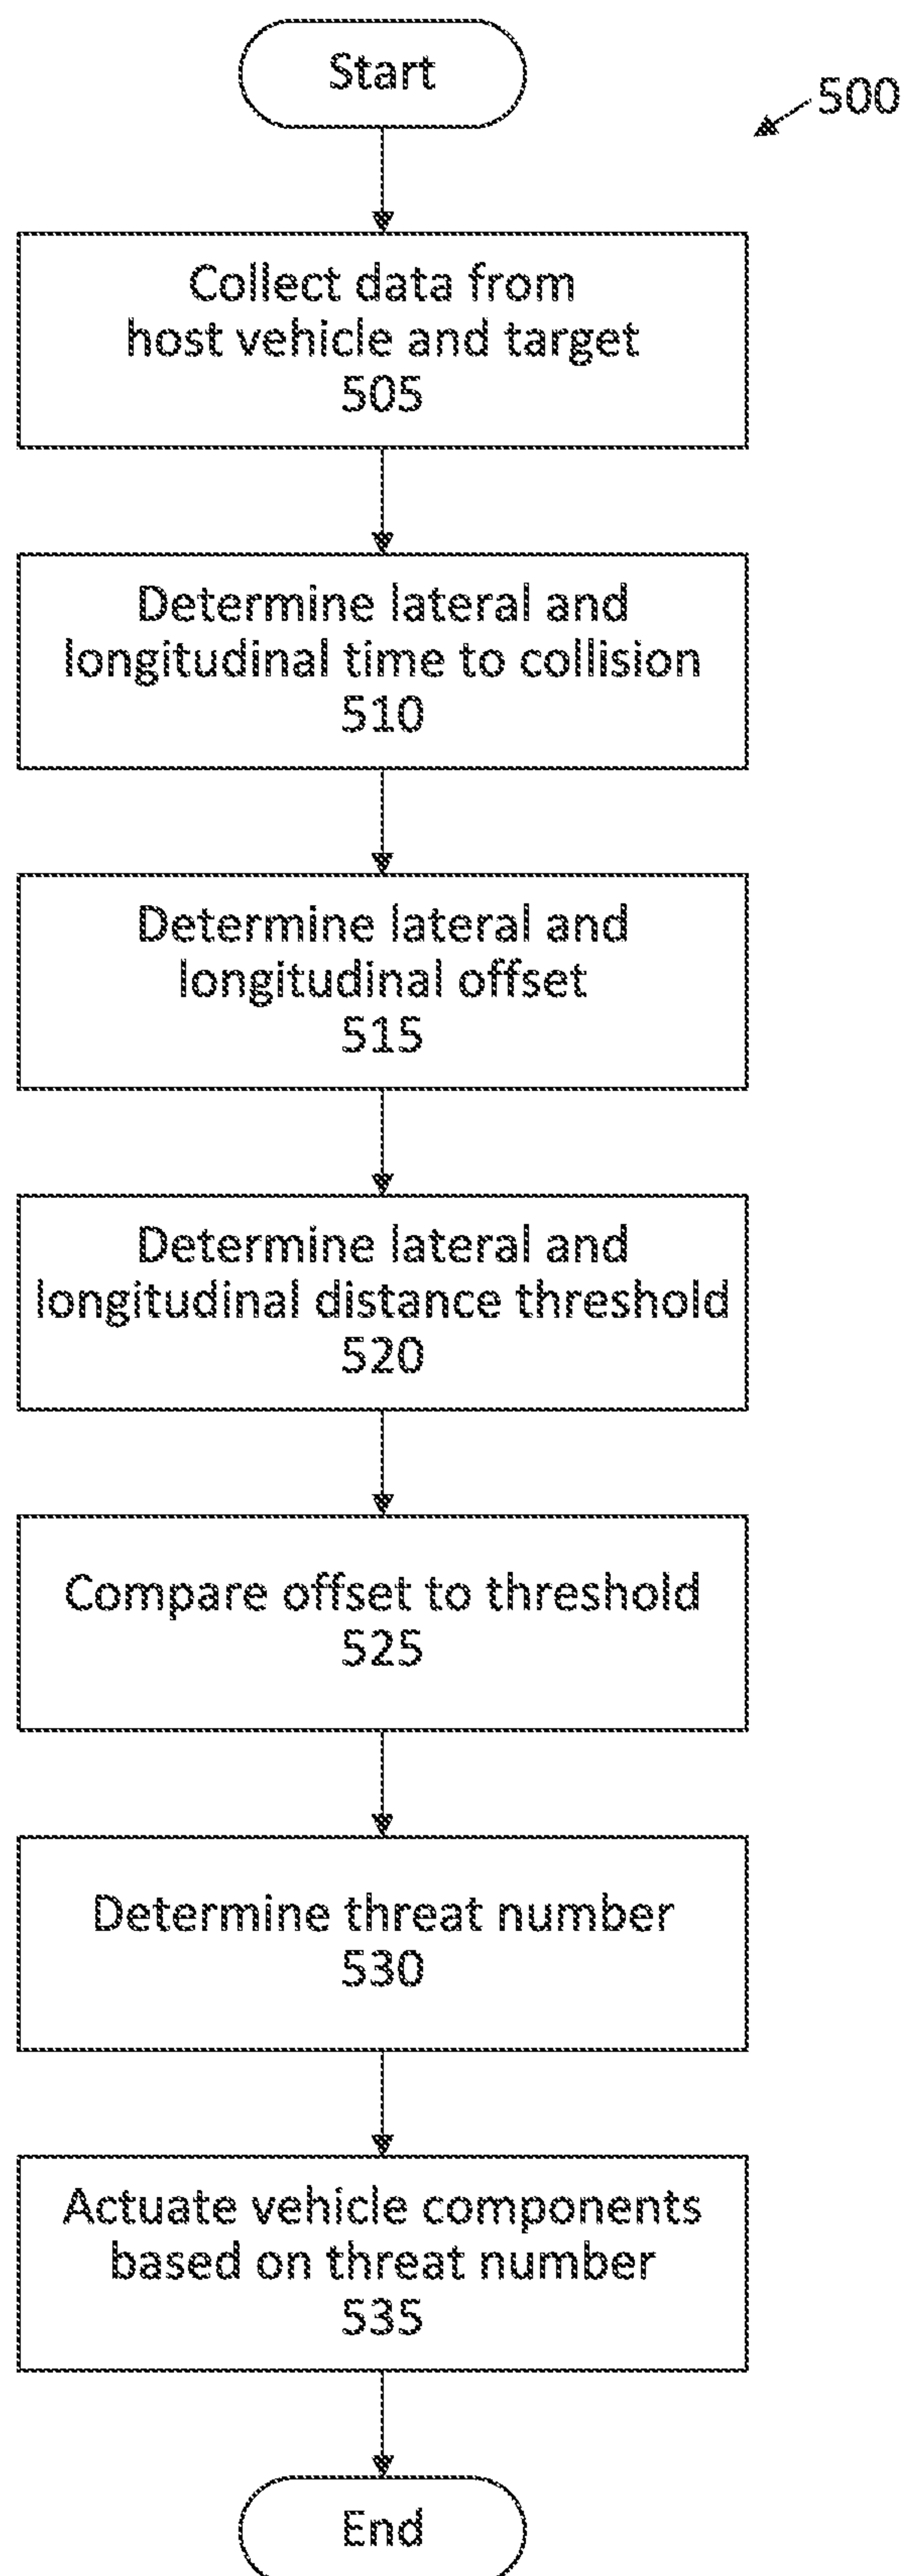 Start
500
Collect data from
host vehicle and target
505
Determine lateral and
longitudinal time to collision
510
Determine lateral and
longitudinal offset
515
Determine lateral and
longitudinal distance threshold
520
Compare offset to threshold
525
Determine threat number
530
Actuate vehicle components
based on threat number
535
End